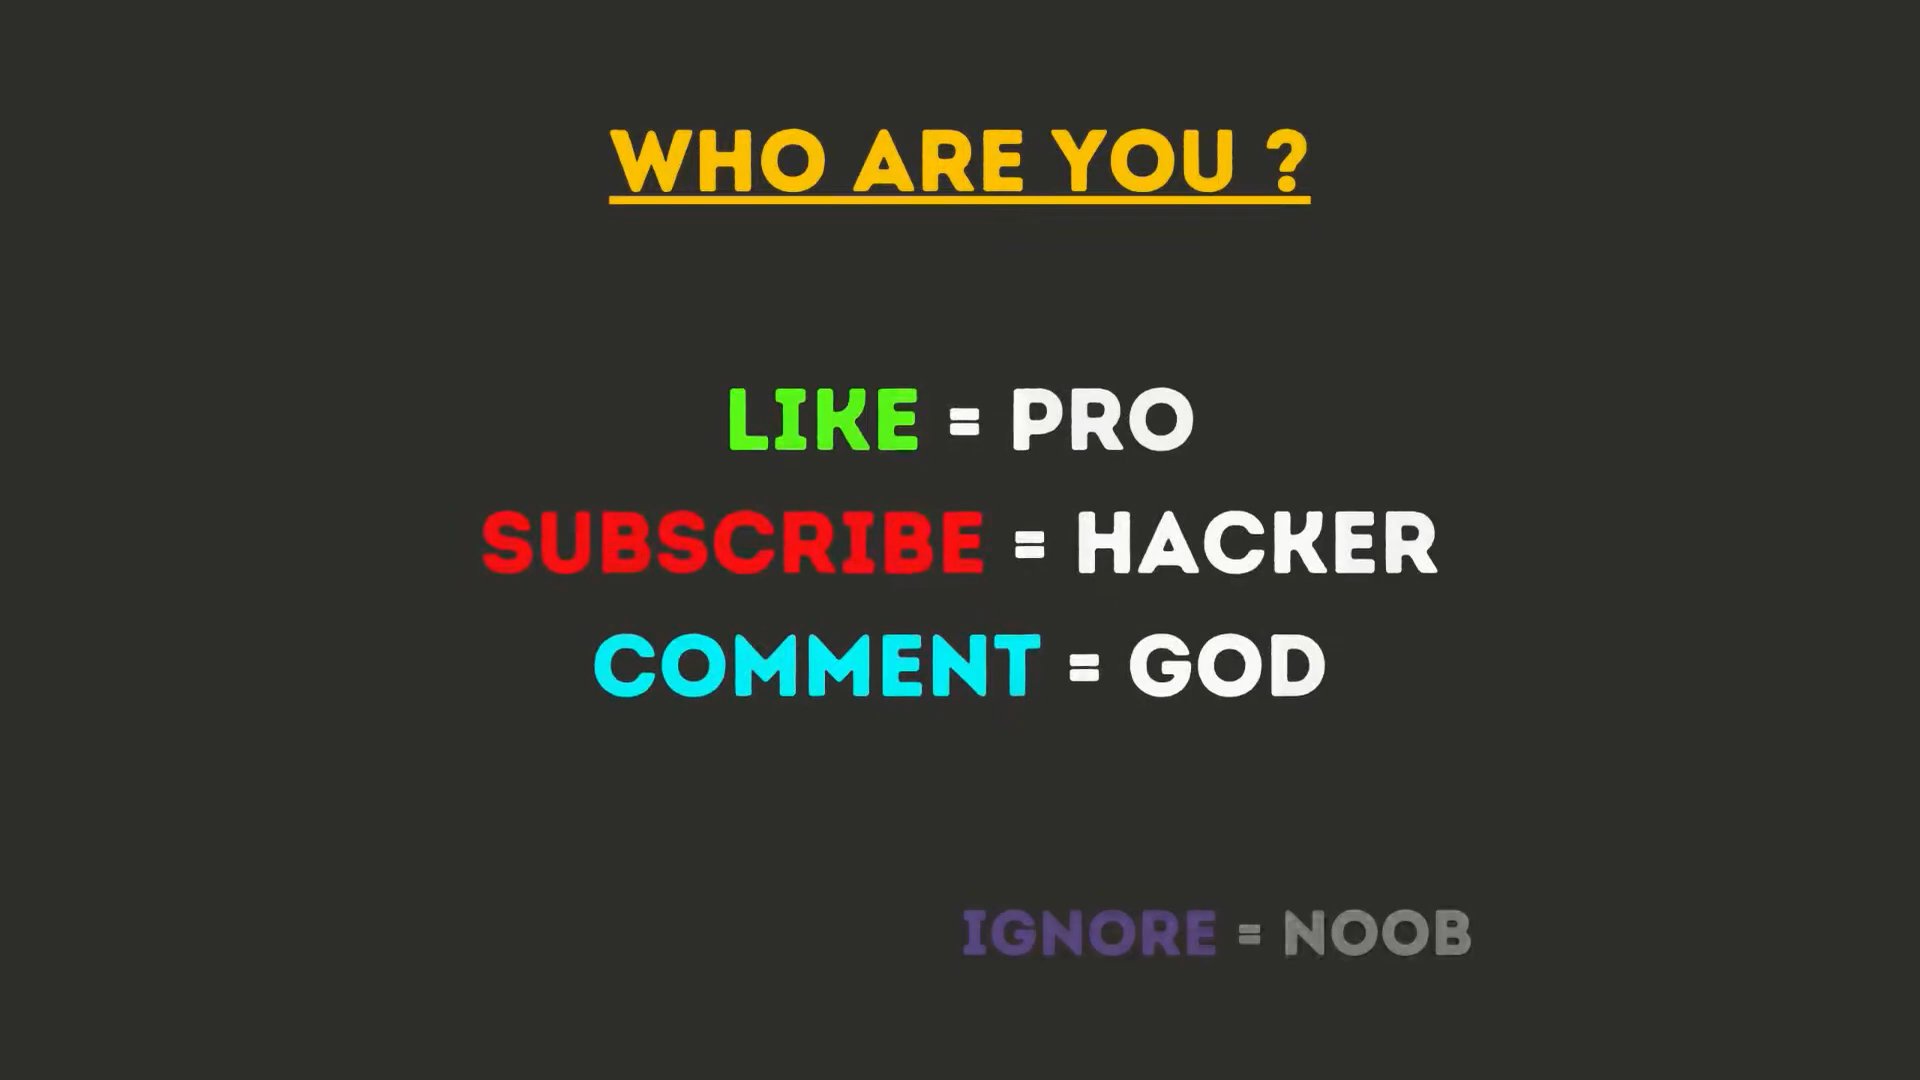 WHO ARE YOU ?
LIKE = PRO
SUBSCRIBE = HACKER
COMMENT = GOD
IGNORE = NOOB